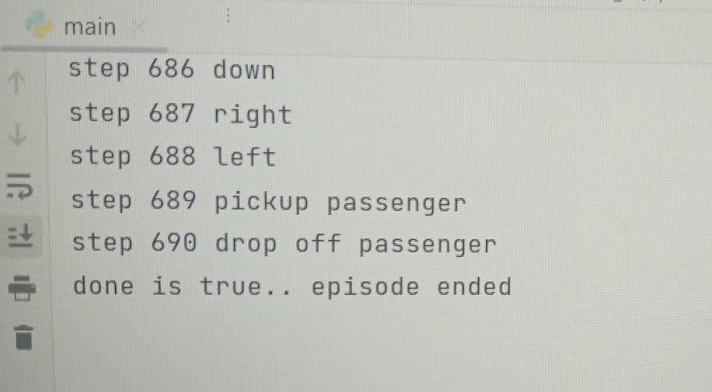 main
step 686 down
step 687 right
step 688 left
step 689 pickup passenger
step 690 drop off passenger
done is true.. episode ended